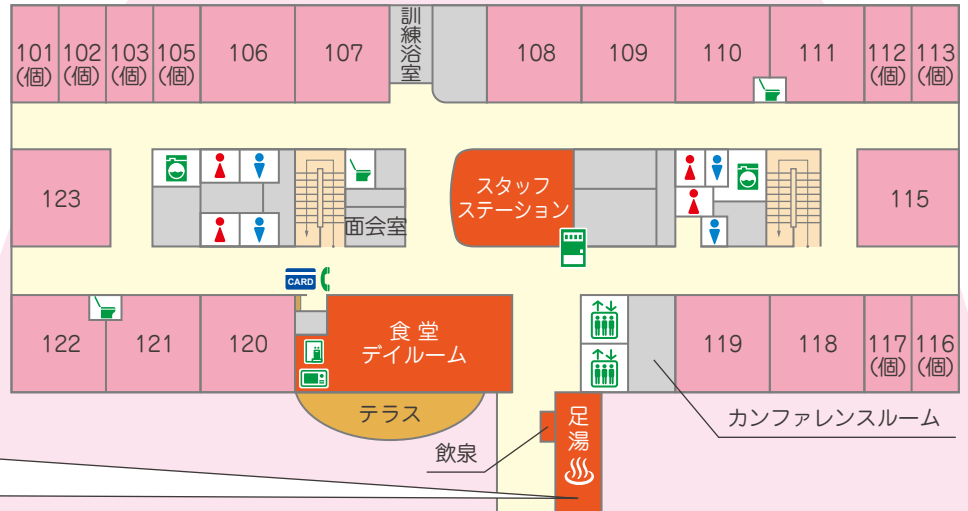 101
(個)
102
(個)
103
(個)
105
(個)
106
107
訓練浴室
108
109
110
111
112
(個)
113
(個)
123
面会室
スタッフ
ステーション
115
CARD
122
121
120
食堂
デイルーム
119
118
117
(個)
116
(個)
テラス
飲泉
足湯
カンファレンスルーム